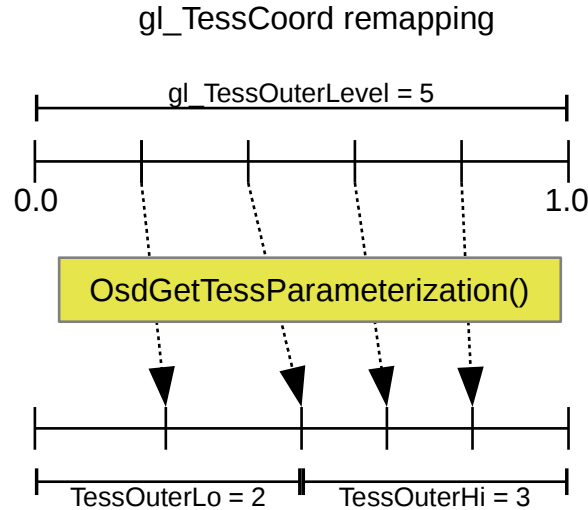 gl_TessCoord remapping
gl_TessOuterLevel = 5
0.0 1.0
OsdGetTessParameterization()
TessOuterLo = 2 TessOuterHi = 3